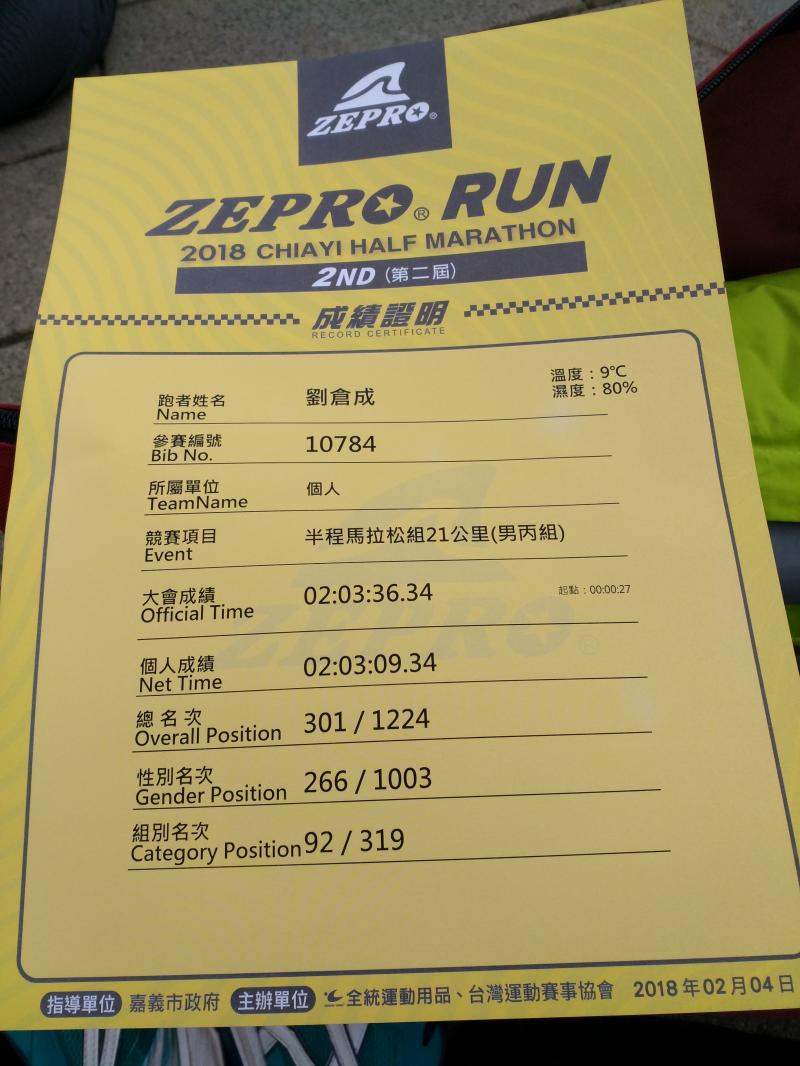 ZEPRO®
ZEPRO® RUN
2018 CHIAYI HALF MARATHON
2ND (第二屆)
成績證明
RECORD CERTIFICATE
溫度：9℃
濕度：80%
跑者姓名 劉倉成
Name
參賽編號 10784
Bib No.
所屬單位 個人
TeamName
競賽項目 半程馬拉松組21公里(男丙組)
Event
大會成績 02:03:36.34 起點：00:00:27
Official Time
個人成績 02:03:09.34
Net Time
總名次 301 / 1224
Overall Position
性別名次 266 / 1003
Gender Position
組別名次 92 / 319
Category Position
ZEPRO®
指導單位 嘉義市政府 主辦單位 全統運動用品、台灣運動賽事協會 2018年02月04日